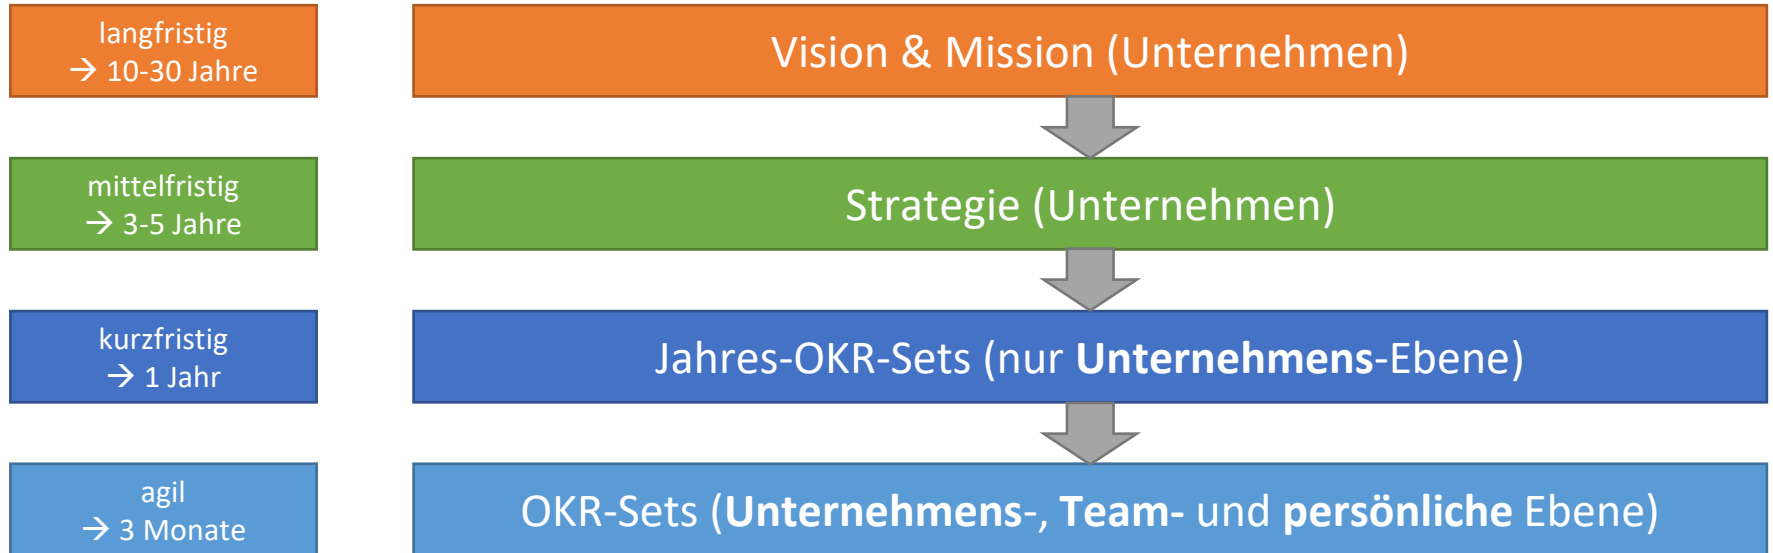 langfristig
→ 10-30 Jahre
Vision & Mission (Unternehmen)
mittelfristig
→ 3-5 Jahre
Strategie (Unternehmen)
kurzfristig
→ 1 Jahr
Jahres-OKR-Sets (nur Unternehmens-Ebene)
agil
→ 3 Monate
OKR-Sets (Unternehmens-, Team- und persönliche Ebene)